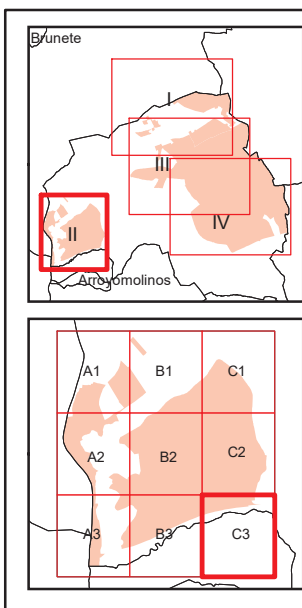 Brunete
I
III
II
IV
Arroyomolinos
A1 B1 C1
A2 B2 C2
A3 B3 C3